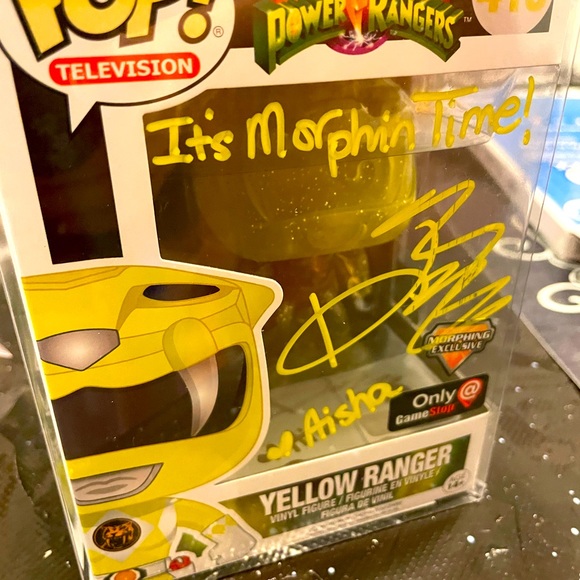 POP!
TELEVISION
POWER RANGERS
It's Morphin Time!
MORPHING
EXCLUSIVE
Only @
GameStop
Aisha
YELLOW RANGER
VINYL FIGURE / FIGURINE EN VINYLE /
FIGURA DE VINIL